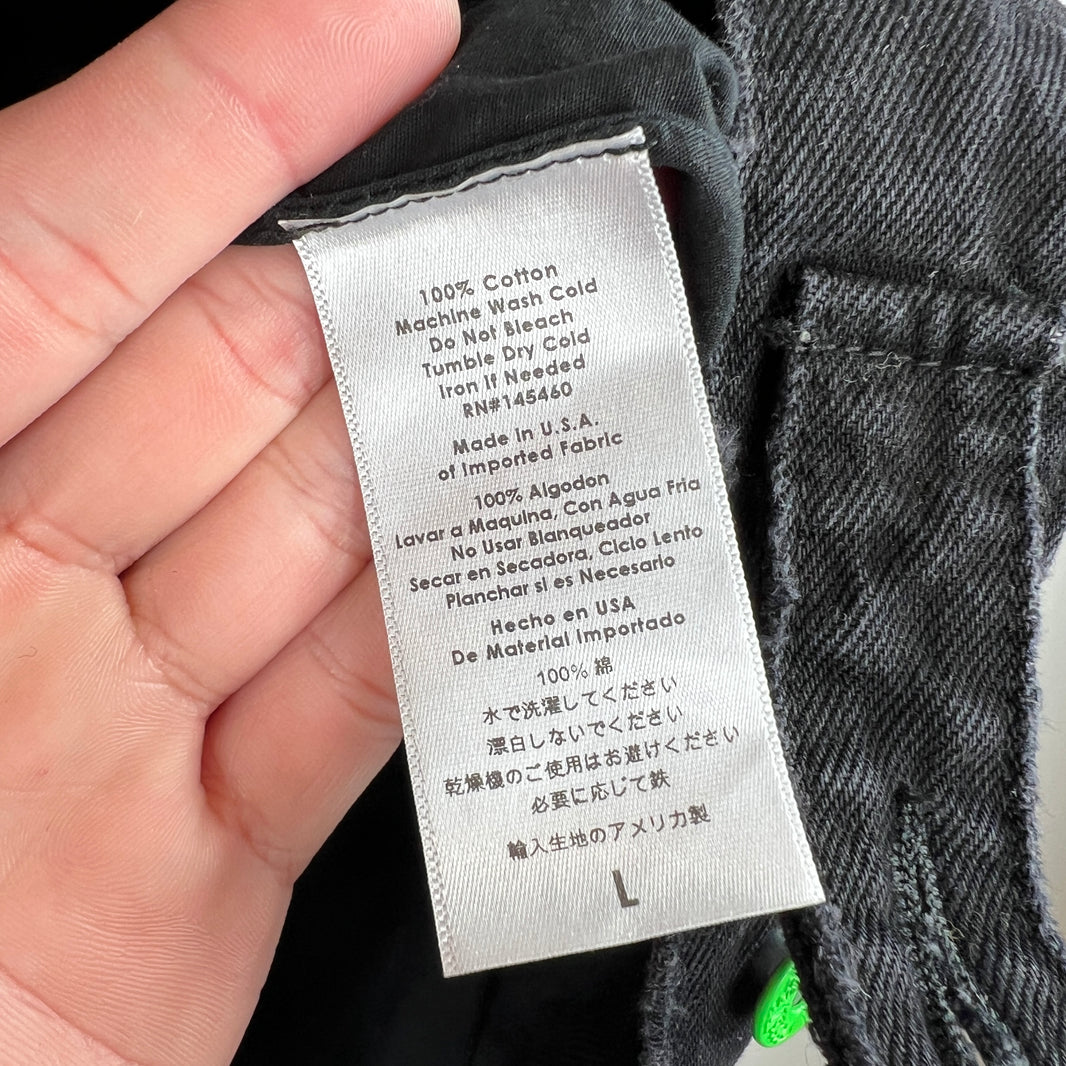 100% Cotton
Machine Wash Cold
Do Not Bleach
Tumble Dry Cold
Iron If Needed
RN#145460
Made in U.S.A.
of Imported Fabric
100% Algodon
Lavar a Maquina, Con Agua Fria
No Usar Blanqueador
Secar en Secadora, Ciclo Lento
Planchar si es Necesario
Hecho en USA
De Material Importado
100% 綿
水で洗濯してください
漂白しないでください
乾燥機のご使用はお避けください
必要に応じて鉄
輸入生地のアメリカ製
L